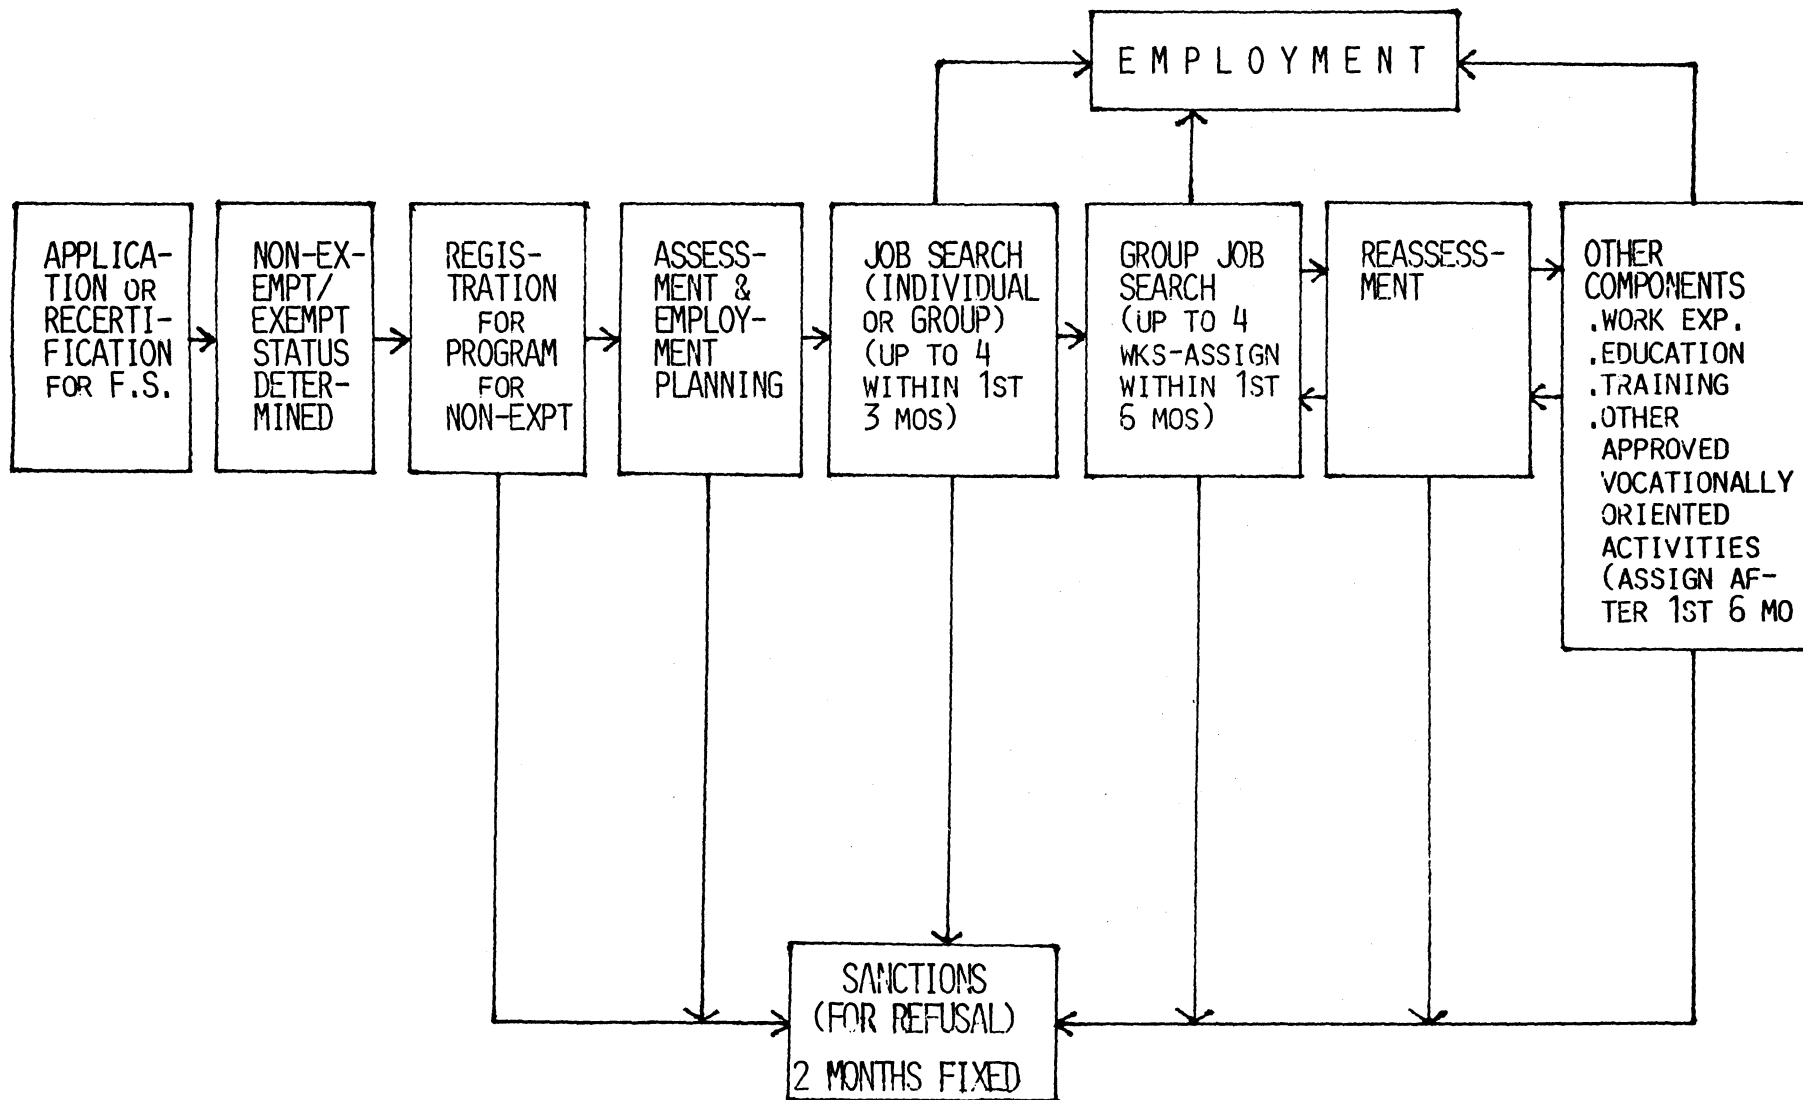 EMPLOYMENT
APPLICA-
TION OR
RECERTI-
FICATION
FOR F.S.
NON-EX-
EMPT/
EXEMPT
STATUS
DETER-
MINED
REGIS-
TRATION
FOR
PROGRAM
FOR
NON-EXPT
ASSESS-
MENT &
EMPLOY-
MENT
PLANNING
JOB SEARCH
(INDIVIDUAL
OR GROUP)
(UP TO 4
WITHIN 1ST
3 MOS)
GROUP JOB
SEARCH
(UP TO 4
WKS-ASSIGN
WITHIN 1ST
6 MOS)
REASSESS-
MENT
OTHER
COMPONENTS
.WORK EXP.
.EDUCATION
.TRAINING
.OTHER
APPROVED
VOCATIONALLY
ORIENTED
ACTIVITIES
(ASSIGN AF-
TER 1ST 6 MO
SANCTIONS
(FOR REFUSAL)
2 MONTHS FIXED